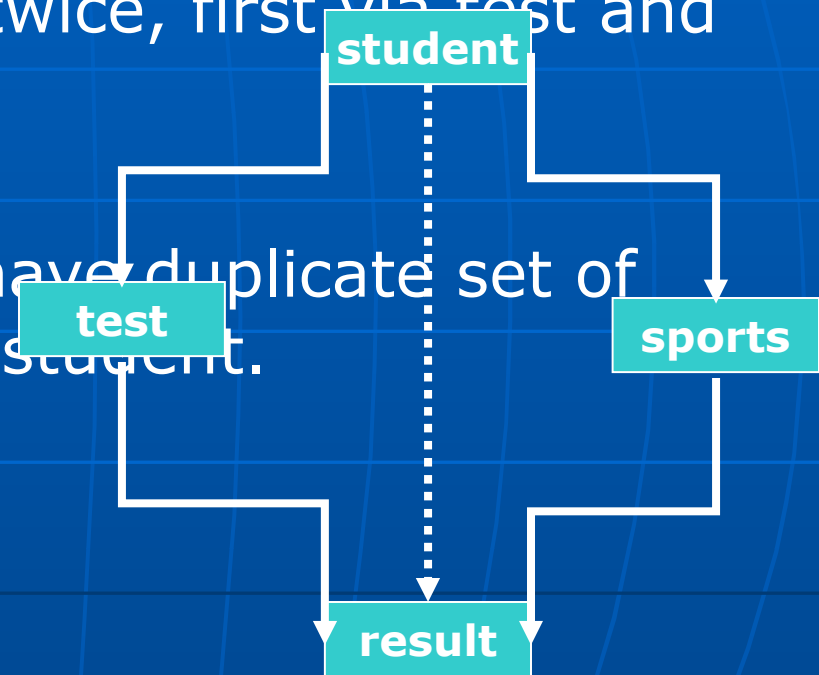 twice, first via test and
student
have duplicate set of
test
student.
sports
result